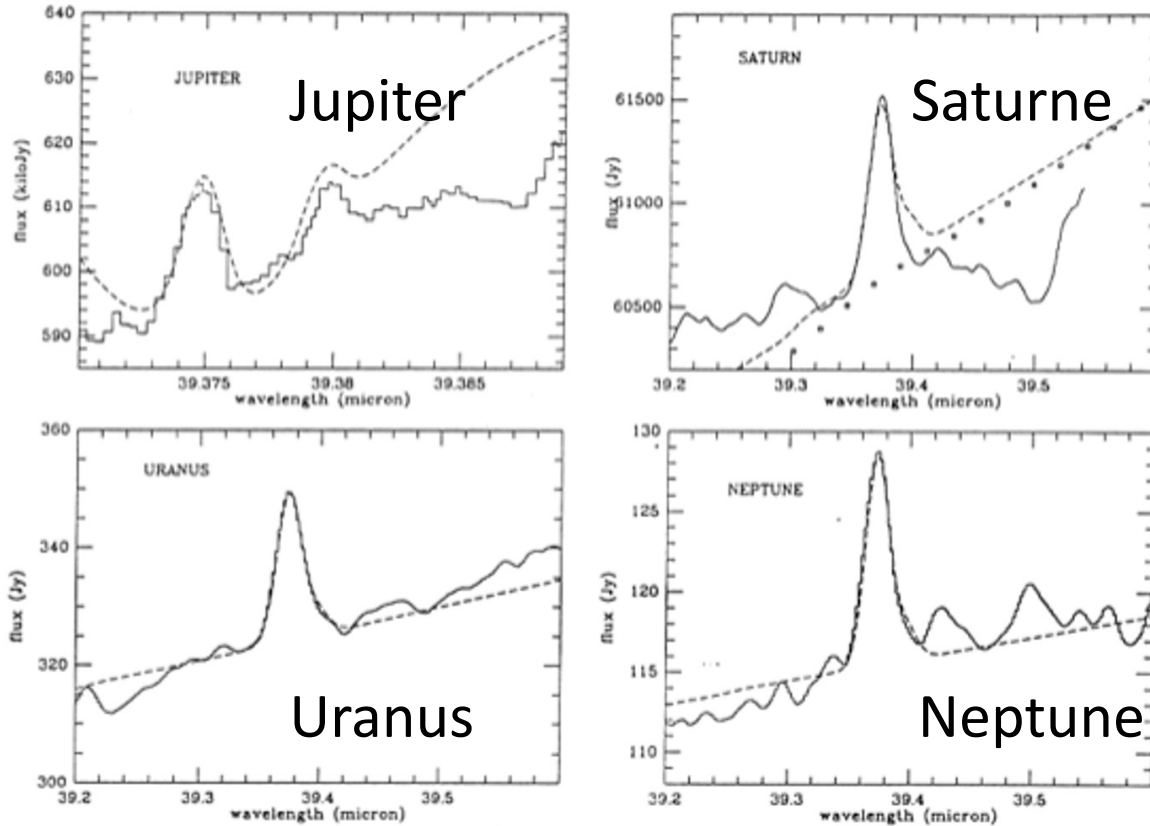 640
630
620
610
600
590
flux (kiloJy)
JUPITER
Jupiter
39.375
39.38
39.385
wavelength (micron)
61500
61000
60500
flux (Jy)
SATURN
Saturne
39.2
39.3
39.4
39.5
wavelength (micron)
360
340
320
300
flux (Jy)
URANUS
Uranus
39.2
39.3
39.4
39.5
wavelength (micron)
130
125
120
115
110
flux (Jy)
NEPTUNE
Neptune
39.2
39.3
39.4
39.5
wavelength (micron)